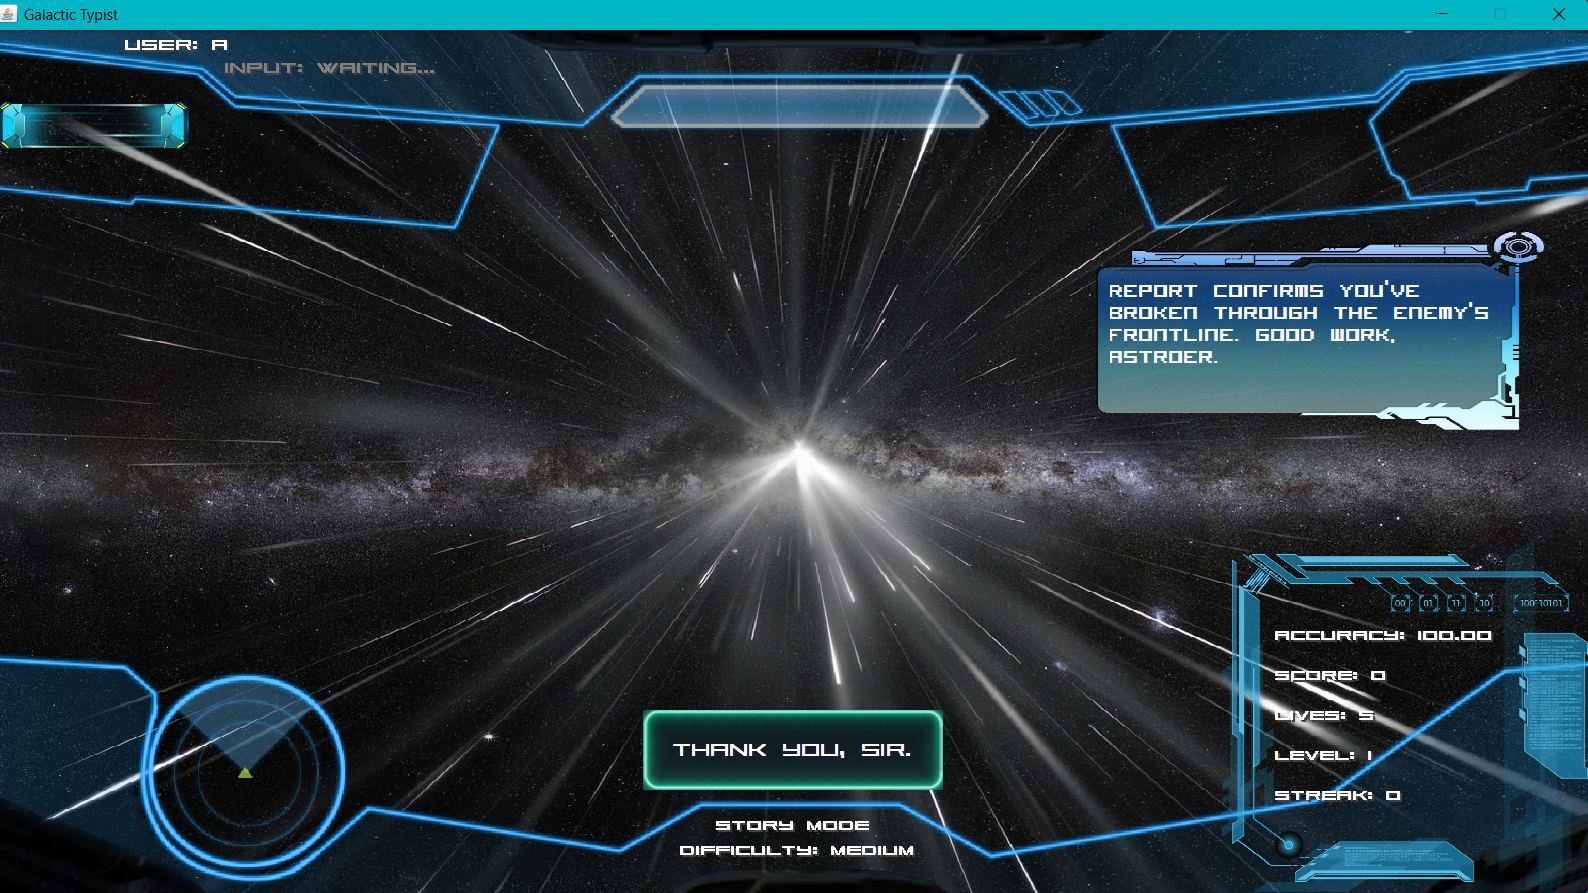 Galactic Typist
USER: A
INPUT: WAITING...
REPORT CONFIRMS YOU'VE
BROKEN THROUGH THE ENEMY'S
FRONTLINE. GOOD WORK,
ASTROER.
00 01 11 10 100110101
ACCURACY: 100.00
SCORE: 0
LIVES: 5
LEVEL: 1
STREAK: 0
THANK YOU, SIR.
STORY MODE
DIFFICULTY: MEDIUM